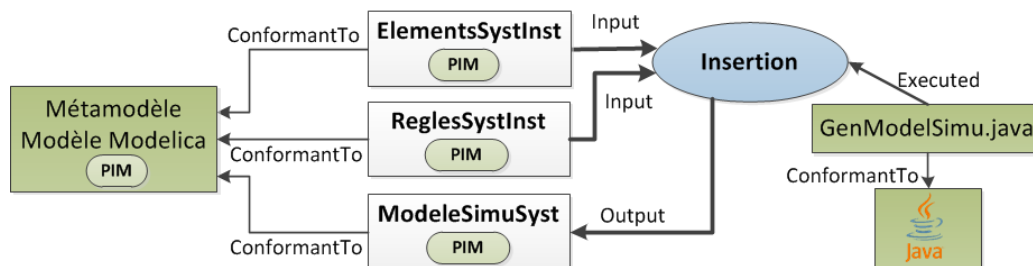 ConformantTo
ElementsSystInst
PIM
Input
Insertion
Input
Executed
Métamodèle
Modèle Modelica
PIM
ReglesSystInst
PIM
ConformantTo
GenModelSimu.java
ConformantTo
ModeleSimuSyst
PIM
Output
ConformantTo
Java